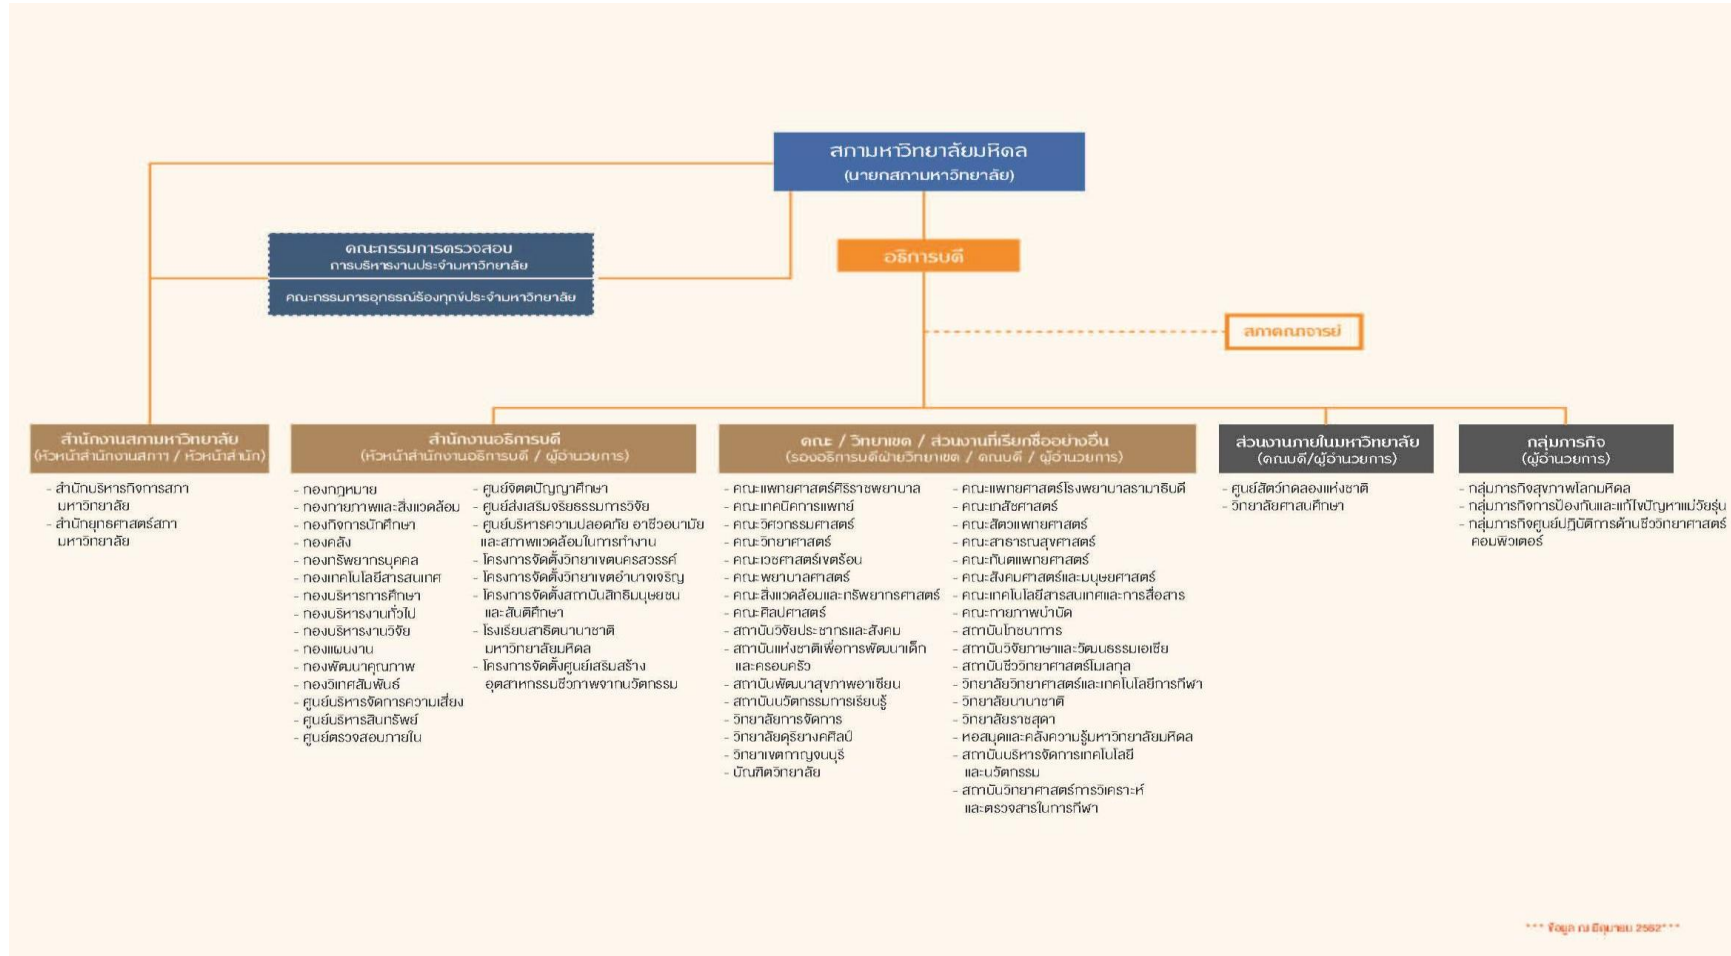 สภามหาวิทยาลัยมหิดล
(นายกสภามหาวิทยาลัย)
คณะกรรมการตรวจสอบ
การบริหารงานประจำมหาวิทยาลัย
คณะกรรมการอุทธรณ์ร้องทุกข์ประจำมหาวิทยาลัย
อธิการบดี
สภาคณาจารย์
สำนักงานสภามหาวิทยาลัย
(หัวหน้าสำนักงานสภาฯ / หัวหน้าสำนัก)
- สำนักบริหารกิจการสภา
มหาวิทยาลัย
- สำนักยุทธศาสตร์สภา
มหาวิทยาลัย
สำนักงานอธิการบดี
(หัวหน้าสำนักงานอธิการบดี / ผู้อำนวยการ)
- กองกฎหมาย
- กองกายภาพและสิ่งแวดล้อม
- กองกิจการนักศึกษา
- กองคลัง
- กองทรัพยากรบุคคล
- กองเทคโนโลยีสารสนเทศ
- กองบริหารการศึกษา
- กองบริหารงานทั่วไป
- กองบริหารงานวิจัย
- กองแผนงาน
- กองพัฒนาคุณภาพ
- กองวิเทศสัมพันธ์
- ศูนย์บริหารจัดการความเสี่ยง
- ศูนย์บริหารสินทรัพย์
- ศูนย์ตรวจสอบภายใน
- ศูนย์จิตตปัญญาศึกษา
- ศูนย์ส่งเสริมจริยธรรมการวิจัย
- ศูนย์บริหารความปลอดภัย อาชีวอนามัย
และสภาพแวดล้อมในการทำงาน
- โครงการจัดตั้งวิทยาเขตนครสวรรค์
- โครงการจัดตั้งวิทยาเขตอำนาจเจริญ
- โครงการจัดตั้งสถาบันสิทธิมนุษยชน
และสันติศึกษา
- โรงเรียนสาธิตนานาชาติ
มหาวิทยาลัยมหิดล
- โครงการจัดตั้งศูนย์เสริมสร้าง
อุตสาหกรรมชีวภาพจากนวัตกรรม
คณะ / วิทยาเขต / ส่วนงานที่เรียกชื่ออย่างอื่น
(รองอธิการบดีฝ่ายวิทยาเขต / คณบดี / ผู้อำนวยการ)
- คณะแพทยศาสตร์ศิริราชพยาบาล
- คณะเทคนิคการแพทย์
- คณะวิศวกรรมศาสตร์
- คณะวิทยาศาสตร์
- คณะเวชศาสตร์เขตร้อน
- คณะพยาบาลศาสตร์
- คณะสิ่งแวดล้อมและทรัพยากรศาสตร์
- คณะศิลปศาสตร์
- สถาบันวิจัยประชากรและสังคม
- สถาบันแห่งชาติเพื่อการพัฒนาเด็ก
และครอบครัว
- สถาบันพัฒนาสุขภาพอาเซียน
- สถาบันนวัตกรรมการเรียนรู้
- วิทยาลัยการจัดการ
- วิทยาลัยดุริยางคศิลป์
- วิทยาเขตกาญจนบุรี
- บัณฑิตวิทยาลัย
- คณะแพทยศาสตร์โรงพยาบาลรามาธิบดี
- คณะเภสัชศาสตร์
- คณะสัตวแพทยศาสตร์
- คณะสาธารณสุขศาสตร์
- คณะทันตแพทยศาสตร์
- คณะสังคมศาสตร์และมนุษยศาสตร์
- คณะเทคโนโลยีสารสนเทศและการสื่อสาร
- คณะกายภาพบำบัด
- สถาบันโภชนาการ
- สถาบันวิจัยภาษาและวัฒนธรรมเอเชีย
- สถาบันชีววิทยาศาสตร์โมเลกุล
- วิทยาลัยวิทยาศาสตร์และเทคโนโลยีการกีฬา
- วิทยาลัยนานาชาติ
- วิทยาลัยราชสุดา
- หอสมุดและคลังความรู้มหาวิทยาลัยมหิดล
- สถาบันบริหารจัดการเทคโนโลยี
และนวัตกรรม
- สถาบันวิทยาศาสตร์การวิเคราะห์
และตรวจสารในการกีฬา
ส่วนงานภายในมหาวิทยาลัย
(คณบดี/ผู้อำนวยการ)
- ศูนย์สัตว์ทดลองแห่งชาติ
- วิทยาลัยศาสนศึกษา
กลุ่มภารกิจ
(ผู้อำนวยการ)
- กลุ่มภารกิจสุขภาพโลกมหิดล
- กลุ่มภารกิจการป้องกันและแก้ไขปัญหาแม่วัยรุ่น
- กลุ่มภารกิจศูนย์ปฏิบัติการด้านชีววิทยาศาสตร์
คอมพิวเตอร์
*** ข้อมูล ณ มิถุนายน 2562***